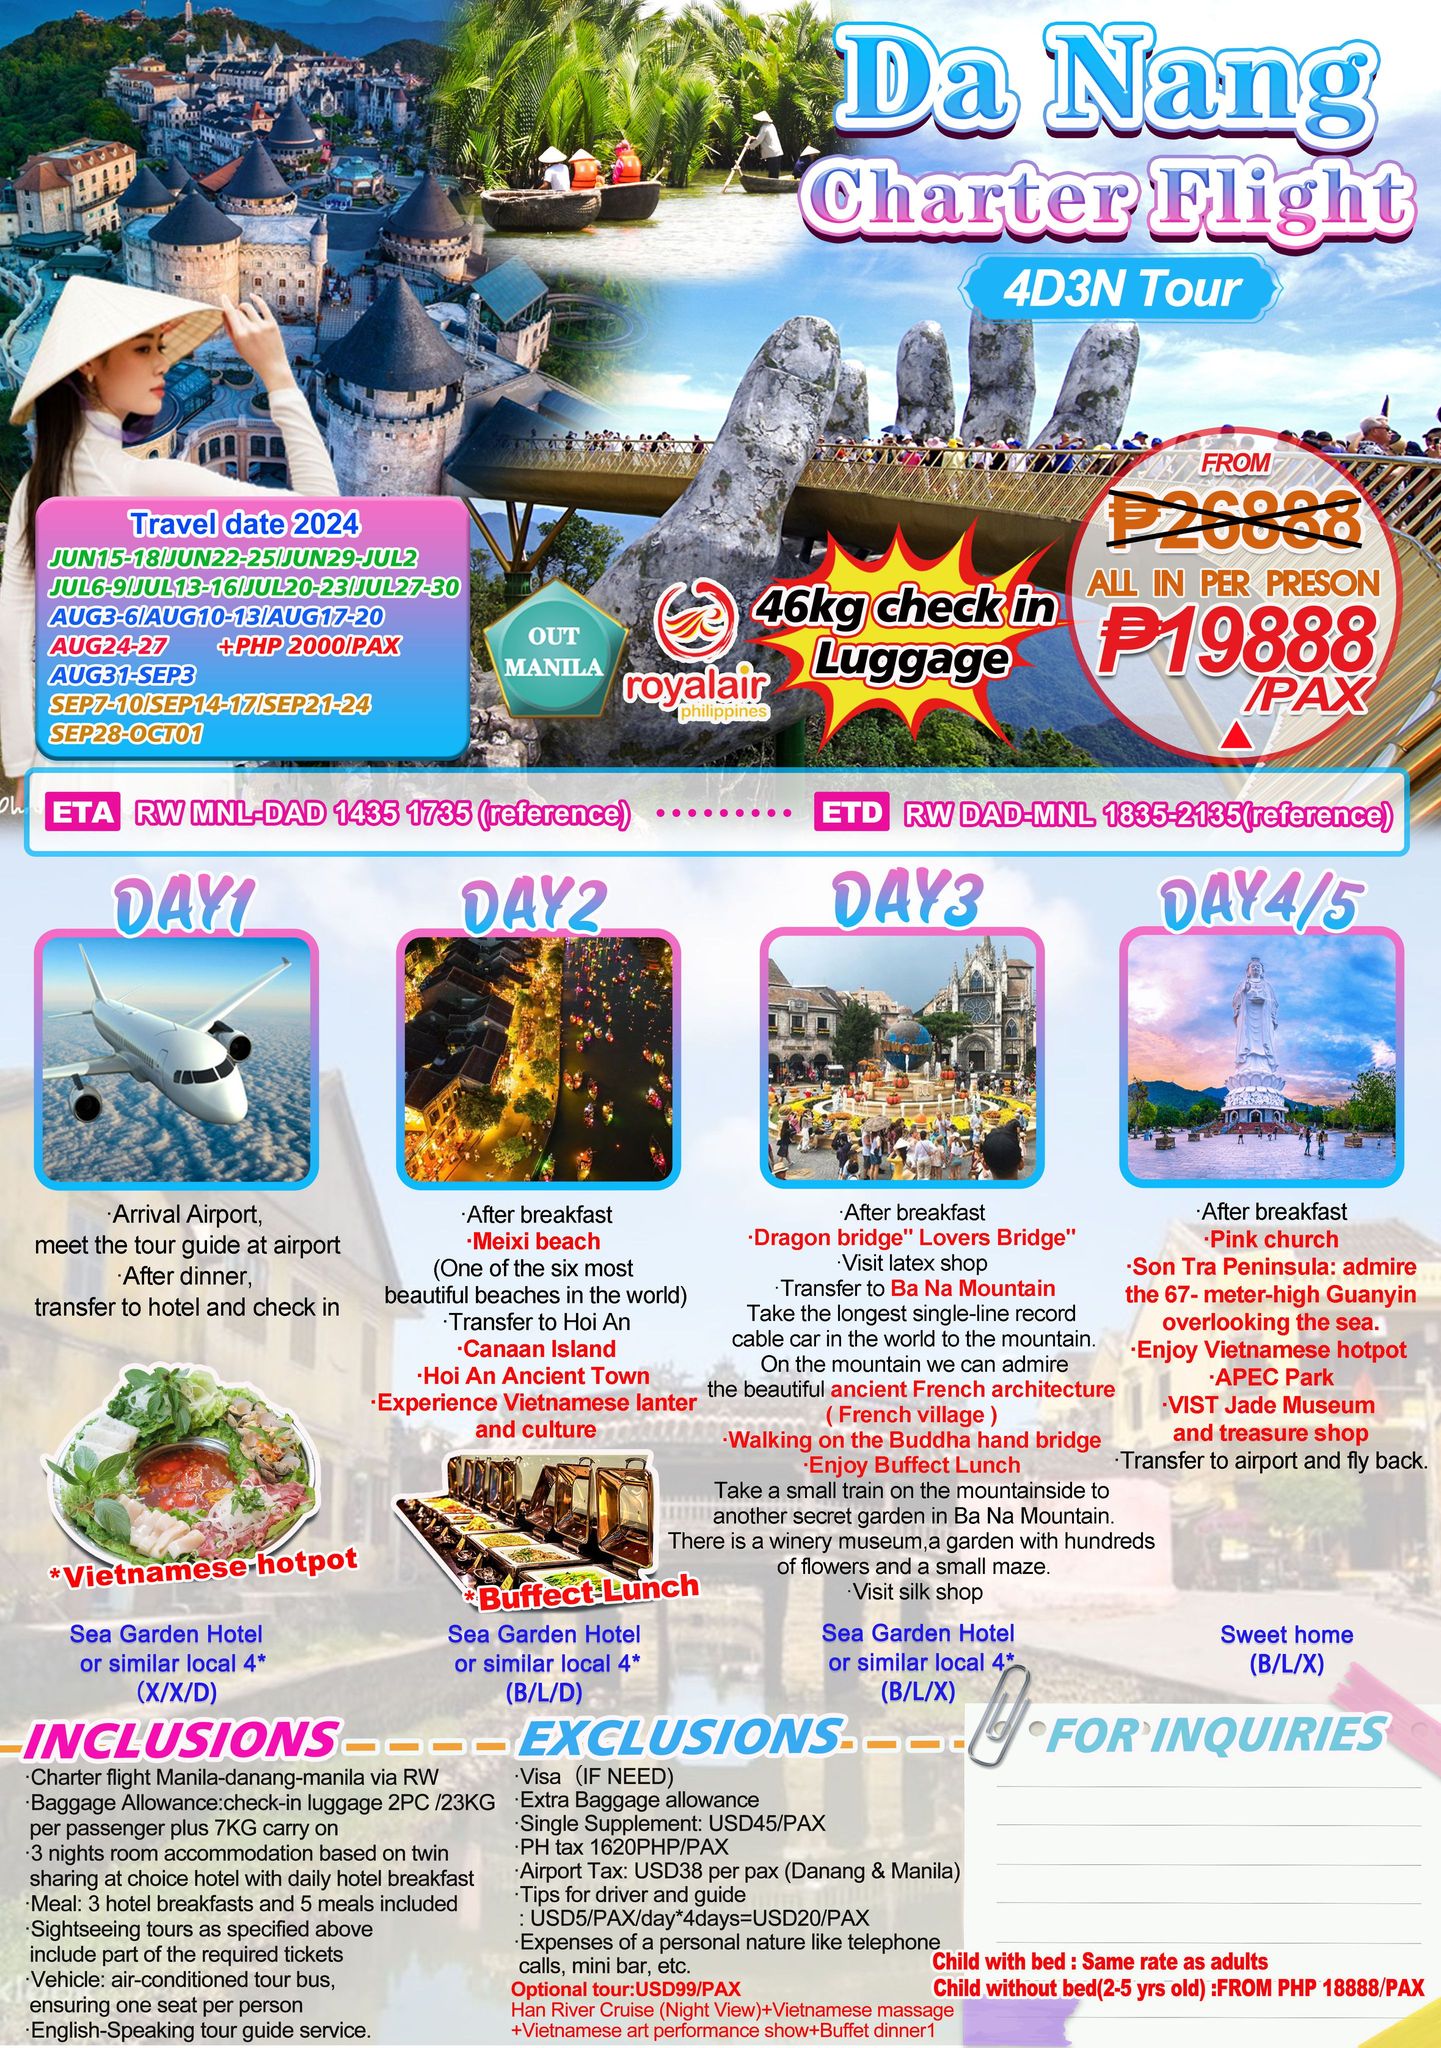 Da Nang
Charter Flight
4D3N Tour
FROM
₱26888
ALL IN PER PRESON
₱19888
/PAX
Travel date 2024
JUN15-18/JUN22-25/JUN29-JUL2
JUL6-9/JUL13-16/JUL20-23/JUL27-30
AUG3-6/AUG10-13/AUG17-20
AUG24-27 +PHP 2000/PAX
AUG31-SEP3
SEP7-10/SEP14-17/SEP21-24
SEP28-OCT01
OUT
MANILA
royalair
philippines
46kg check in
Luggage
ETA RW MNL-DAD 1435 1735 (reference) ········· ETD RW DAD-MNL 1835-2135(reference)
DAY1
·Arrival Airport,
meet the tour guide at airport
·After dinner,
transfer to hotel and check in
*Vietnamese hotpot
Sea Garden Hotel
or similar local 4*
(X/X/D)
DAY2
·After breakfast
·Meixi beach
(One of the six most
beautiful beaches in the world)
·Transfer to Hoi An
·Canaan Island
·Hoi An Ancient Town
·Experience Vietnamese lanter
and culture
*Buffect Lunch
Sea Garden Hotel
or similar local 4*
(B/L/D)
DAY3
·After breakfast
·Dragon bridge" Lovers Bridge"
·Visit latex shop
·Transfer to Ba Na Mountain
Take the longest single-line record
cable car in the world to the mountain.
On the mountain we can admire
the beautiful ancient French architecture
( French village )
·Walking on the Buddha hand bridge
·Enjoy Buffect Lunch
Take a small train on the mountainside to
another secret garden in Ba Na Mountain.
There is a winery museum,a garden with hundreds
of flowers and a small maze.
·Visit silk shop
Sea Garden Hotel
or similar local 4*
(B/L/X)
DAY4/5
·After breakfast
·Pink church
·Son Tra Peninsula: admire
the 67- meter-high Guanyin
overlooking the sea.
·Enjoy Vietnamese hotpot
·APEC Park
·VIST Jade Museum
and treasure shop
·Transfer to airport and fly back.
Sweet home
(B/L/X)
INCLUSIONS
·Charter flight Manila-danang-manila via RW
·Baggage Allowance:check-in luggage 2PC /23KG
per passenger plus 7KG carry on
·3 nights room accommodation based on twin
sharing at choice hotel with daily hotel breakfast
·Meal: 3 hotel breakfasts and 5 meals included
·Sightseeing tours as specified above
include part of the required tickets
·Vehicle: air-conditioned tour bus,
ensuring one seat per person
·English-Speaking tour guide service.
EXCLUSIONS
·Visa（IF NEED)
·Extra Baggage allowance
·Single Supplement: USD45/PAX
·PH tax 1620PHP/PAX
·Airport Tax: USD38 per pax (Danang & Manila)
·Tips for driver and guide
: USD5/PAX/day*4days=USD20/PAX
·Expenses of a personal nature like telephone
calls, mini bar, etc.
Optional tour:USD99/PAX
Han River Cruise (Night View)+Vietnamese massage
+Vietnamese art performance show+Buffet dinner1
FOR INQUIRIES
Child with bed : Same rate as adults
Child without bed(2-5 yrs old) :FROM PHP 18888/PAX